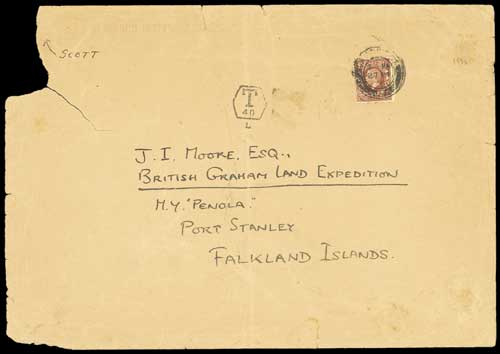 SCOTT
T
40
L
J. I. MOORE, ESQ.,
BRITISH GRAHAM LAND EXPEDITION
M.Y. "PENOLA."
PORT STANLEY
FALKLAND ISLANDS.